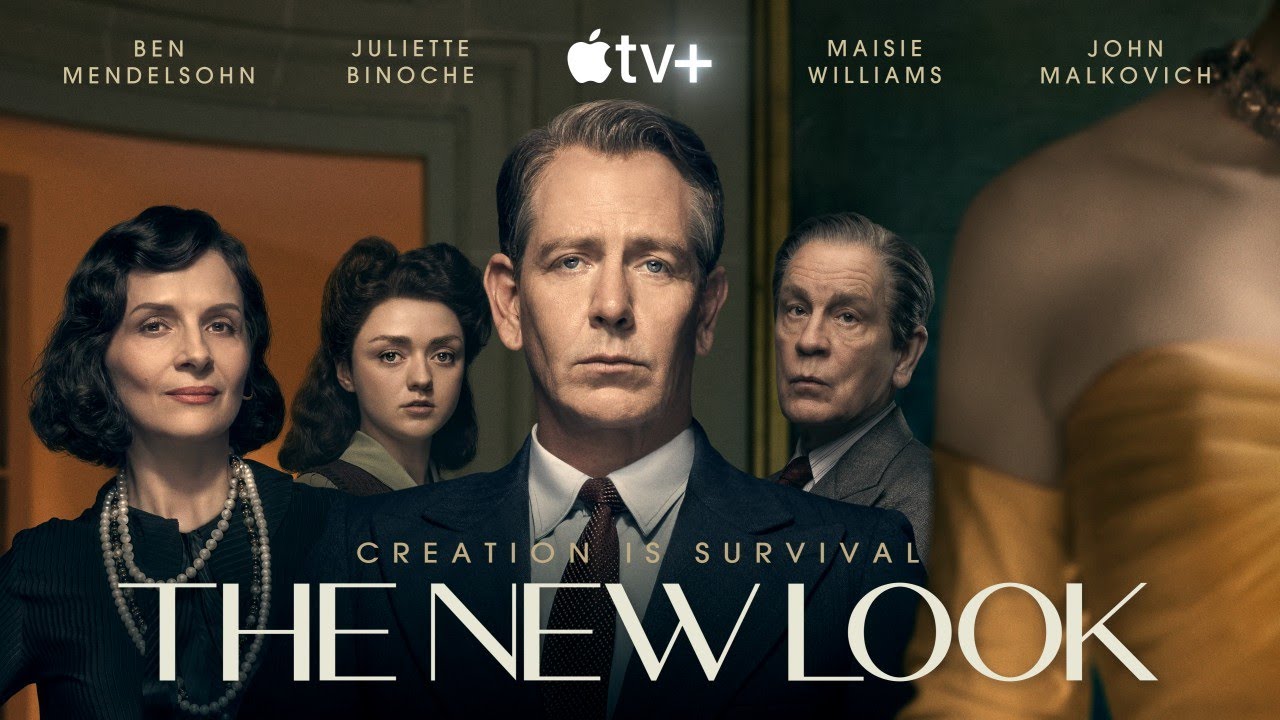 BEN
MENDELSOHN
JULIETTE
BINOCHE
tv+
MAISIE
WILLIAMS
JOHN
MALKOVICH
CREATION IS SURVIVAL
THE NEW LOOK